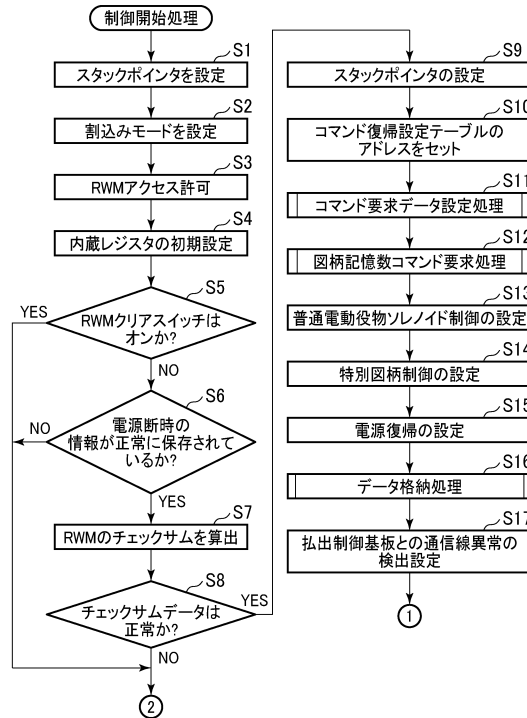 制御開始処理
S1
スタックポインタを設定
S2
割込みモードを設定
S3
RWMアクセス許可
S4
内蔵レジスタの初期設定
S5
YES
RWMクリアスイッチは
オンか?
NO
S6
NO
電源断時の
情報が正常に保存されて
いるか?
YES
S7
RWMのチェックサムを算出
S8
チェックサムデータは
正常か?
YES
NO
2
S9
スタックポインタの設定
S10
コマンド復帰設定テーブルの
アドレスをセット
S11
コマンド要求データ設定処理
S12
図柄記憶数コマンド要求処理
S13
普通電動役物ソレノイド制御の設定
S14
特別図柄制御の設定
S15
電源復帰の設定
S16
データ格納処理
S17
払出制御基板との通信線異常の
検出設定
1